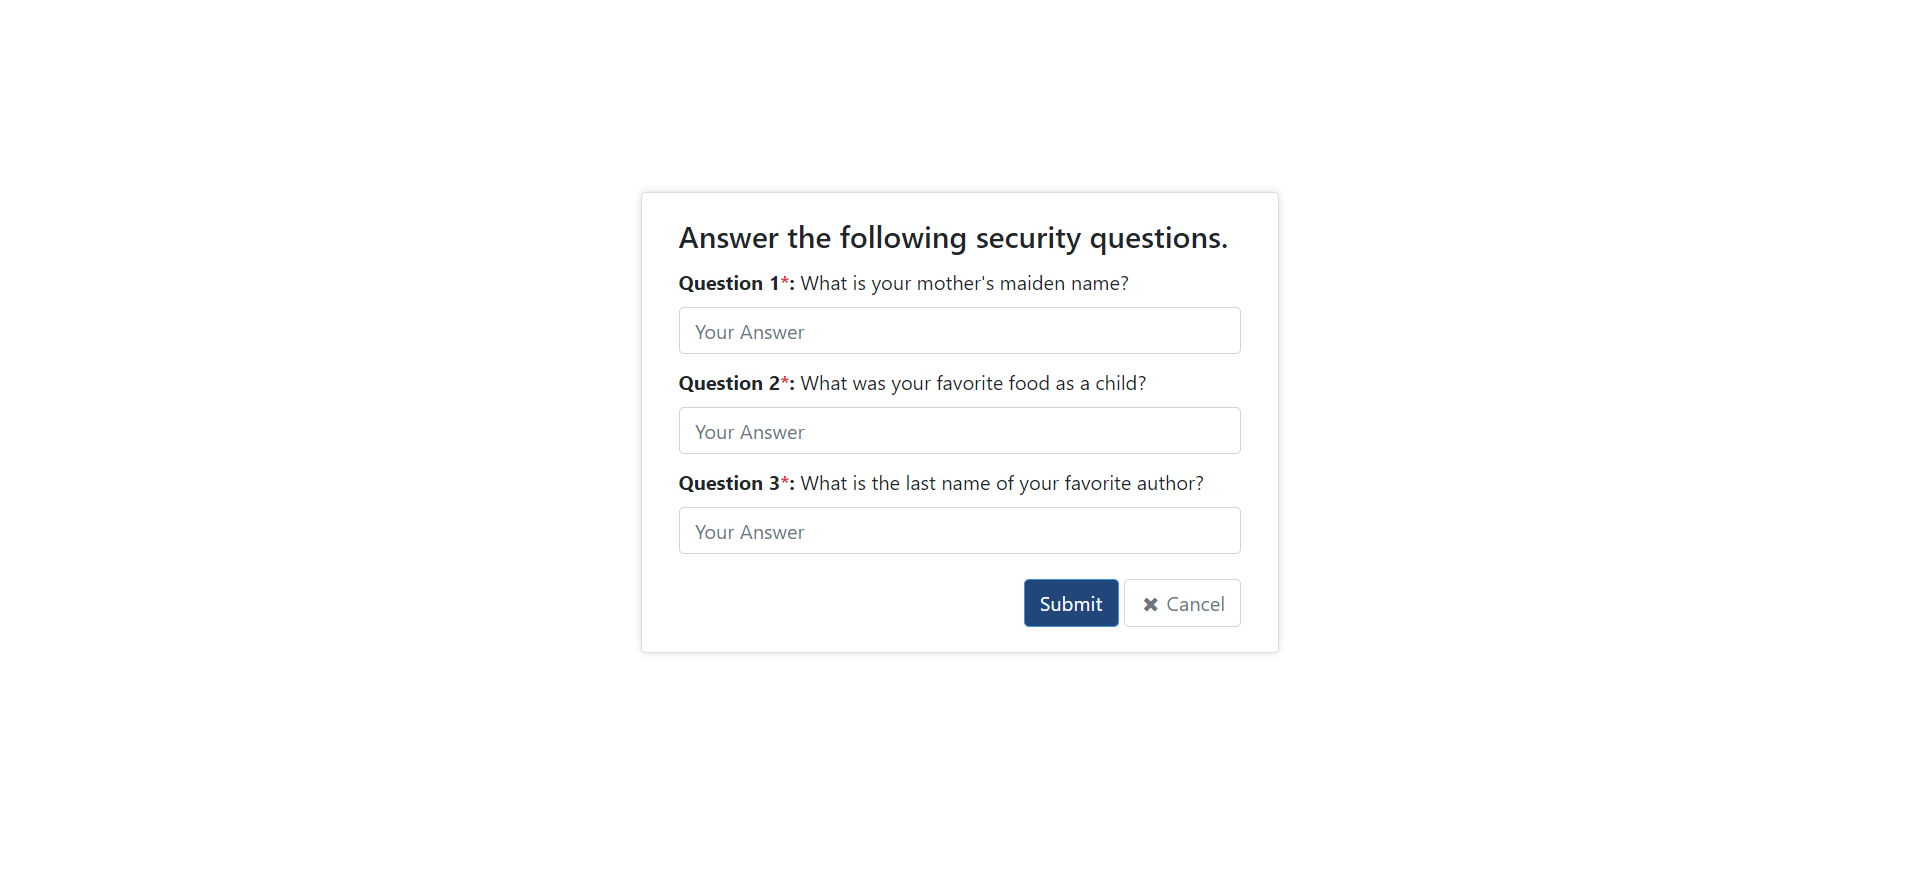 Answer the following security questions.
Question 1*: What is your mother's maiden name?
Your Answer
Question 2*: What was your favorite food as a child?
Your Answer
Question 3*: What is the last name of your favorite author?
Your Answer
Submit ✖ Cancel